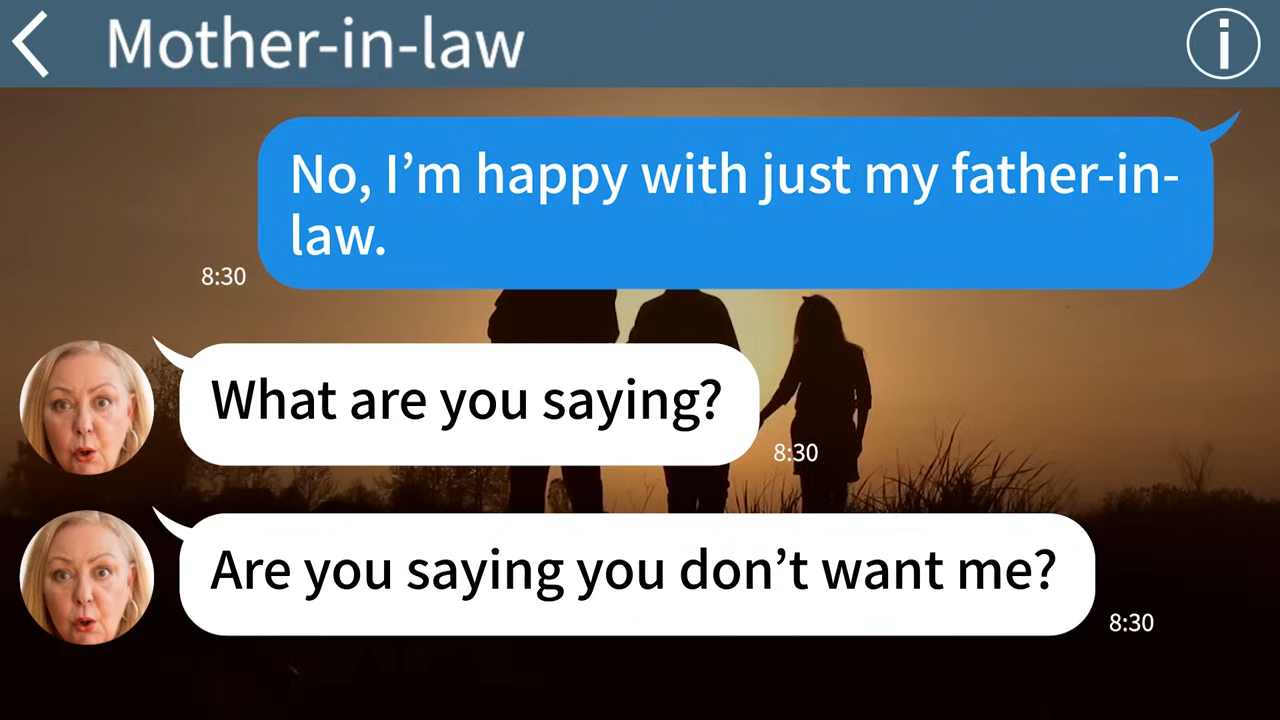 Mother-in-law
No, I’m happy with just my father-in-
law.
8:30
What are you saying?
8:30
Are you saying you don’t want me?
8:30